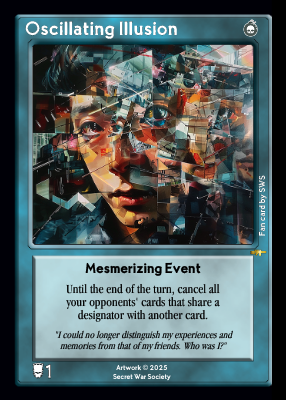 Oscillating Illusion
Fan card by SWS
Mesmerizing Event
Until the end of the turn, cancel all
your opponents' cards that share a
designator with another card.
"I could no longer distinguish my experiences and
memories from that of my friends. Who was I?"
Artwork © 2025
Secret War Society
1